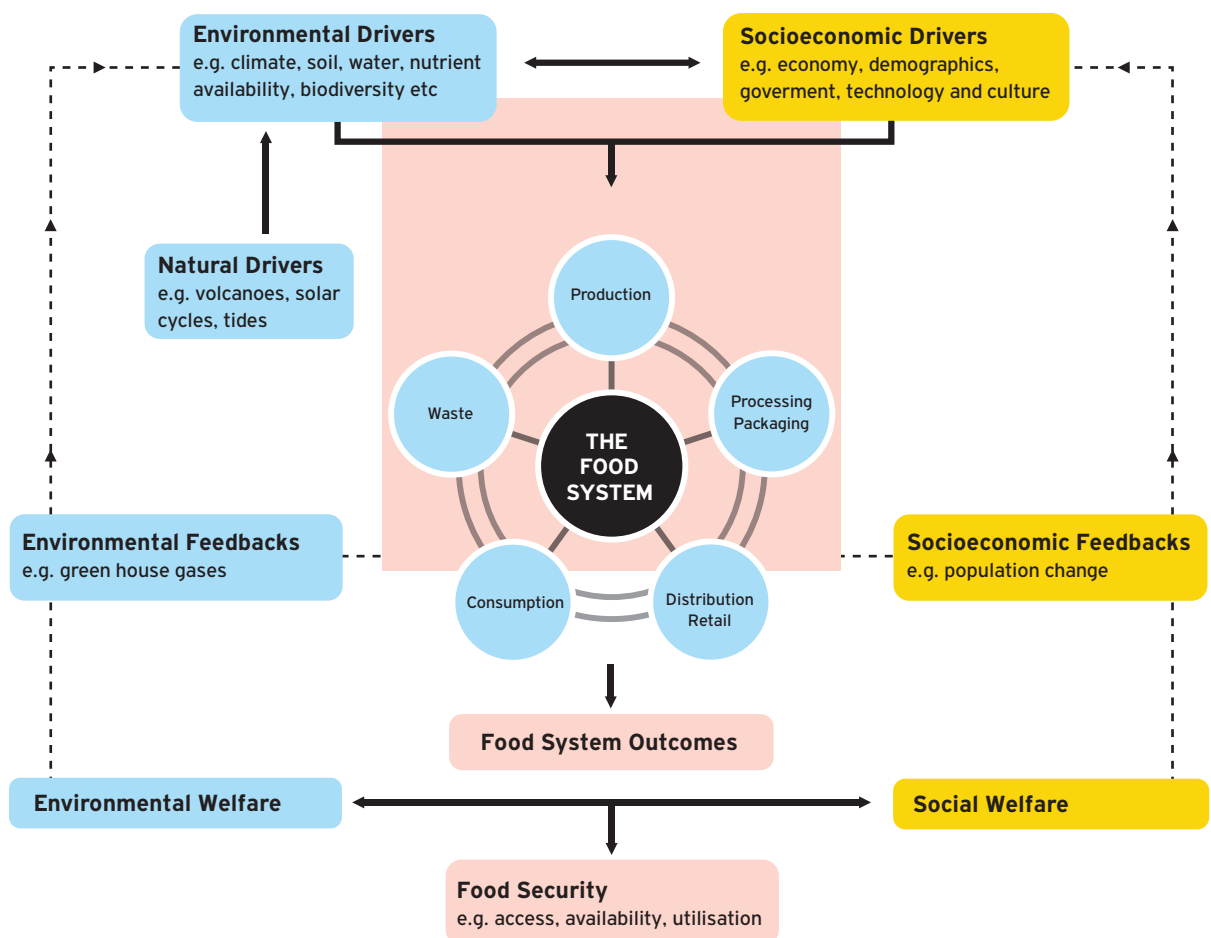 Environmental Drivers
e.g. climate, soil, water, nutrient
availability, biodiversity etc
Socioeconomic Drivers
e.g. economy, demographics,
goverment, technology and culture
Natural Drivers
e.g. volcanoes, solar
cycles, tides
Production
Waste
Processing
Packaging
THE
FOOD
SYSTEM
Environmental Feedbacks
e.g. green house gases
Socioeconomic Feedbacks
e.g. population change
Consumption
Distribution
Retail
Food System Outcomes
Environmental Welfare
Social Welfare
Food Security
e.g. access, availability, utilisation